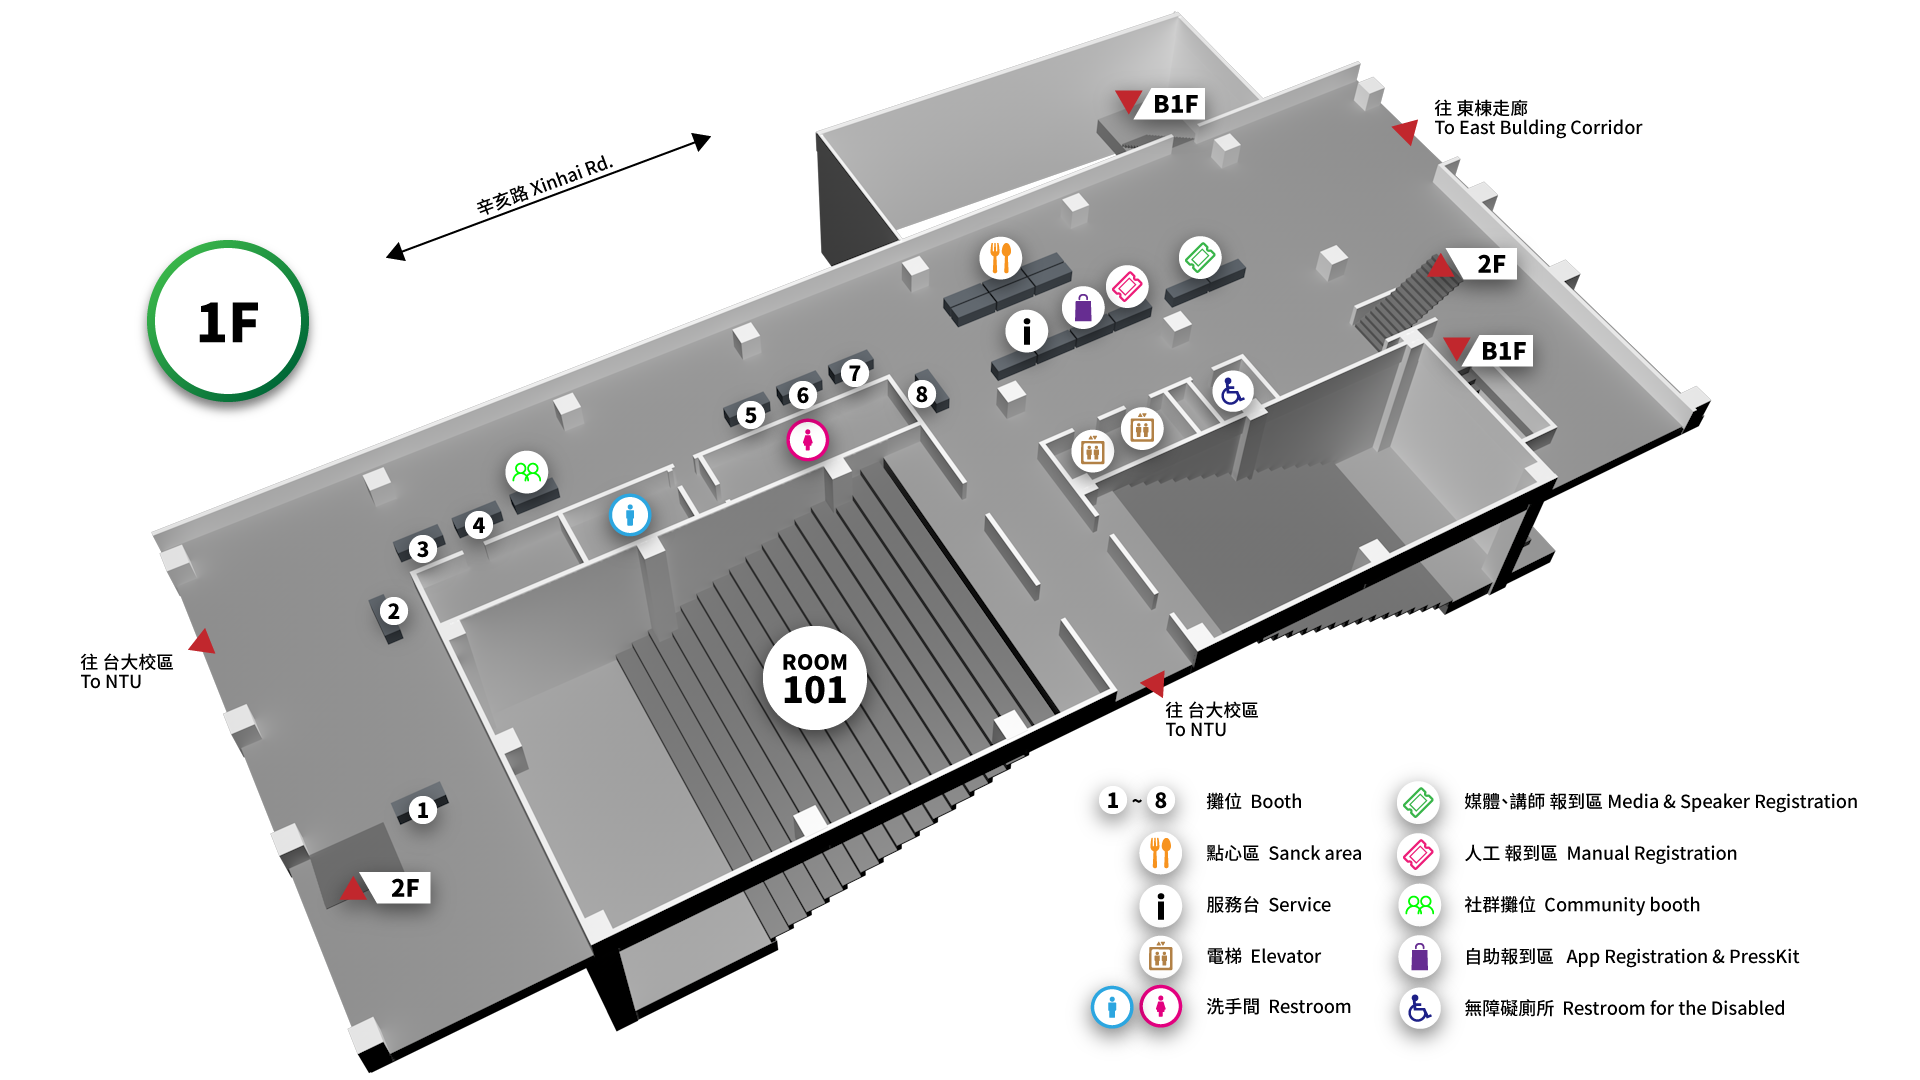 B1F
往 東棟走廊
To East Bulding Corridor
辛亥路 Xinhai Rd.
1F
2F
B1F
7
6
8
5
4
3
2
ROOM
101
往 台大校區
To NTU
往 台大校區
To NTU
1
2F
1 ~ 8 攤位 Booth
點心區 Sanck area
服務台 Service
電梯 Elevator
洗手間 Restroom
媒體、講師 報到區 Media & Speaker Registration
人工 報到區 Manual Registration
社群攤位 Community booth
自助報到區 App Registration & PressKit
無障礙廁所 Restroom for the Disabled